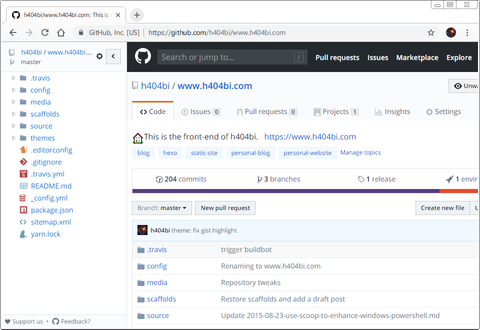 h404bi/www.h404bi.com: This is
GitHub, Inc. [US] | https://github.com/h404bi/www.h404bi.com
h404bi / www.h404bi....
master
.travis
config
media
scaffolds
source
themes
.editorconfig
.gitignore
.travis.yml
README.md
_config.yml
package.json
sitemap.xml
yarn.lock
Support us • Feedback?
Search or jump to... / Pull requests Issues Marketplace Explore
h404bi / www.h404bi.com Unwa
Code Issues 0 Pull requests 0 Projects 1 Insights Settings
This is the front-end of h404bi. https://www.h404bi.com
blog hexo static-site personal-blog personal-website Manage topics
204 commits 3 branches 1 release 1 envir
Branch: master New pull request Create new file U
h404bi theme: fix gist highlight
.travis trigger buildbot
config Renaming to www.h404bi.com
media Repository tweaks
scaffolds Restore scaffolds and add a draft post
source Update 2015-08-23-use-scoop-to-enhance-windows-powershell.md